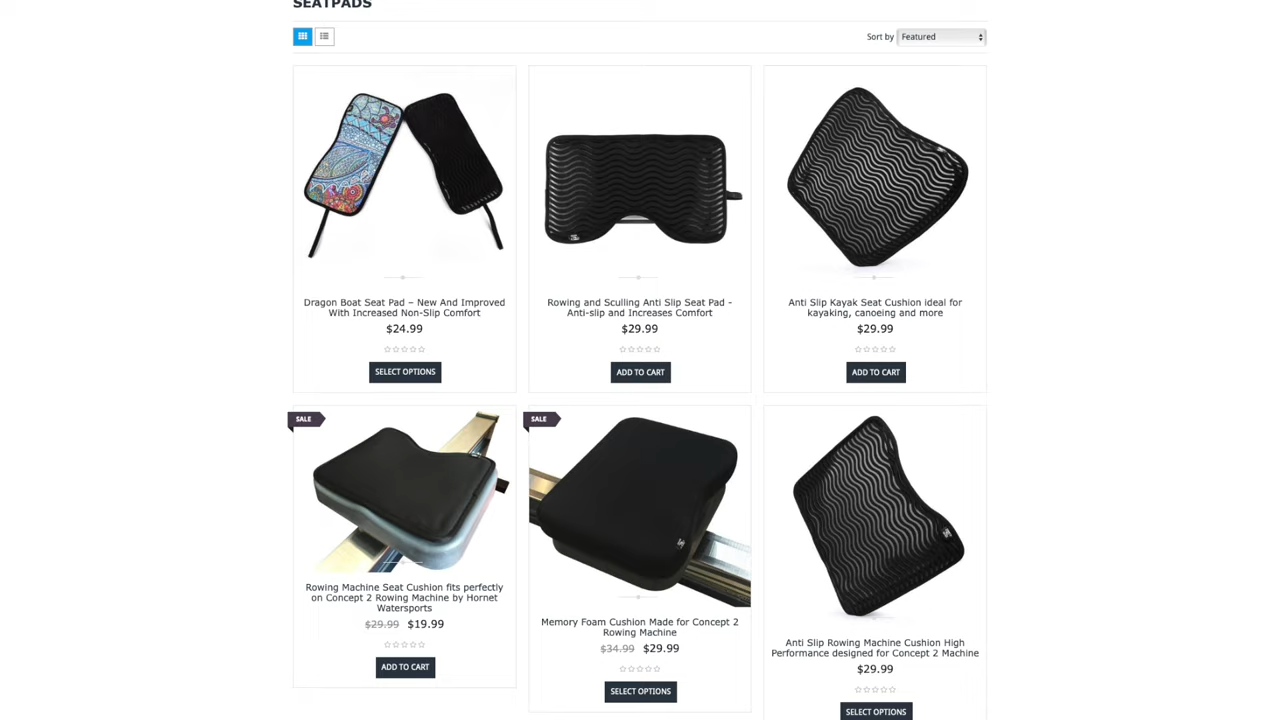 SEATPADS
Sort by Featured
Dragon Boat Seat Pad – New And Improved
With Increased Non-Slip Comfort
$24.99
SELECT OPTIONS
Rowing and Sculling Anti Slip Seat Pad -
Anti-slip and Increases Comfort
$29.99
ADD TO CART
Anti Slip Kayak Seat Cushion ideal for
kayaking, canoeing and more
$29.99
ADD TO CART
SALE
Rowing Machine Seat Cushion fits perfectly
on Concept 2 Rowing Machine by Hornet
Watersports
$29.99 $19.99
ADD TO CART
SALE
Memory Foam Cushion Made for Concept 2
Rowing Machine
$34.99 $29.99
SELECT OPTIONS
Anti Slip Rowing Machine Cushion High
Performance designed for Concept 2 Machine
$29.99
SELECT OPTIONS